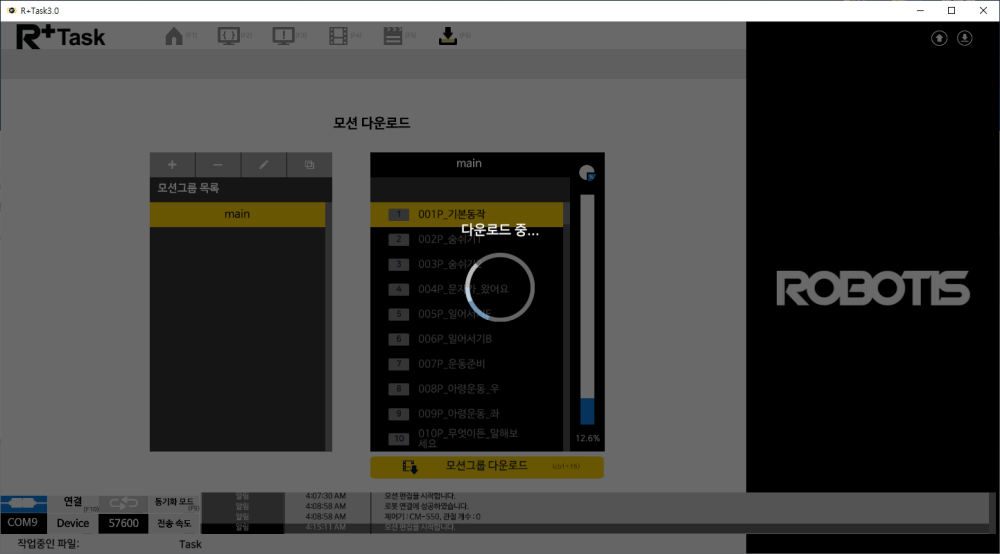 R+Task3.0
R+Task
(F1)
(F2)
(F3)
(F4)
(F5)
(F6)
모션 다운로드
모션그룹 목록
main
main
1 001P_기본동작
다운로드 중...
2 002P_숨쉬기1
3 003P_숨쉬기
4 004P_문자가_왔어요
5 005P_일어서기F
6 006P_일어서기B
7 007P_운동준비
8 008P_아령운동_우
9 009P_아령운동_좌
10 010P_무엇이든_말해보
세요
12.6%
모션그룹 다운로드
ROBOTIS
연결 (F10)
동기화 모드
COM9 Device 57600 전송 속도
알림 4:07:30 AM 모션 편집을 시작합니다.
알림 4:08:58 AM 로봇 연결에 성공하였습니다.
알림 4:08:58 AM 제어기 : CM-550, 관절 개수 : 0
알림 4:15:11 AM 모션 편집을 시작합니다.
작업중인 파일: Task